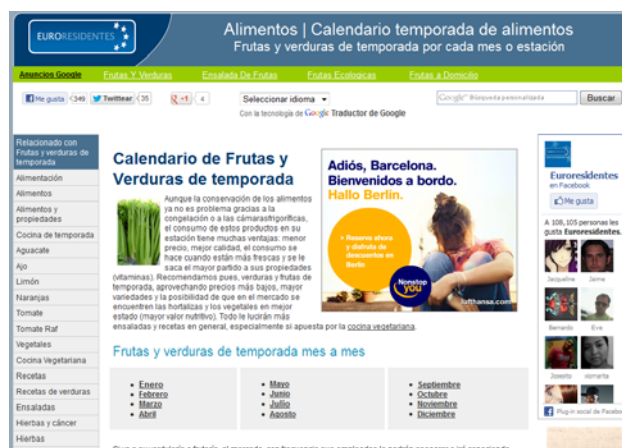 EURORESIDENTES
Alimentos | Calendario temporada de alimentos
Frutas y verduras de temporada por cada mes o estación
Anuncios Google
Frutas Y Verduras
Ensalada De Frutas
Frutas Ecologicas
Frutas a Domicilio
Me gusta 349 Twittear 35 +1 4
Seleccionar idioma
Con la tecnología de Google Traductor de Google
Google Búsqueda personalizada
Buscar
Relacionado con
Frutas y verduras de
temporada
Alimentación
Alimentos
Alimentos y
propiedades
Cocina de temporada
Aguacate
Ajo
Limón
Naranjas
Tomate
Tomate Raf
Vegetales
Cocina Vegetariana
Recetas
Recetas de verduras
Ensaladas
Hierbas y cáncer
Hierbas
Calendario de Frutas y
Verduras de temporada
Aunque la conservación de los alimentos
ya no es problema gracias a la
congelación o a las cámarasfrigoríficas,
el consumo de estos productos en su
estación tiene muchas ventajas: menor
precio, mejor calidad, el consumo se
hace cuando están más frescas y se le
saca el mayor partido a sus propiedades
(vitaminas). Recomendamos pues, verduras y frutas de
temporada, aprovechando precios más bajos, mayor
variedades y la posibilidad de que en el mercado se
encuentren las hortalizas y los vegetales en mejor
estado (mayor valor nutritivo). Todo le lucirán más
ensaladas y recetas en general, especialmente si apuesta por la cocina vegetariana.
Adiós, Barcelona.
Bienvenidos a bordo.
Hallo Berlin.
> Reserva ahora
y disfruta de
descuentos en
Berlín
Nonstop
you
lufthansa.com
Frutas y verduras de temporada mes a mes
Enero
Febrero
Marzo
Abril
Mayo
Junio
Julio
Agosto
Septiembre
Octubre
Noviembre
Diciembre
Euroresidentes
en Facebook
Me gusta
A 108,105 personas les
gusta Euroresidentes.
Jacqueline
Jaime
Bernardo
Eve
Joseito
xiomarita
Plug-in social de Facebo